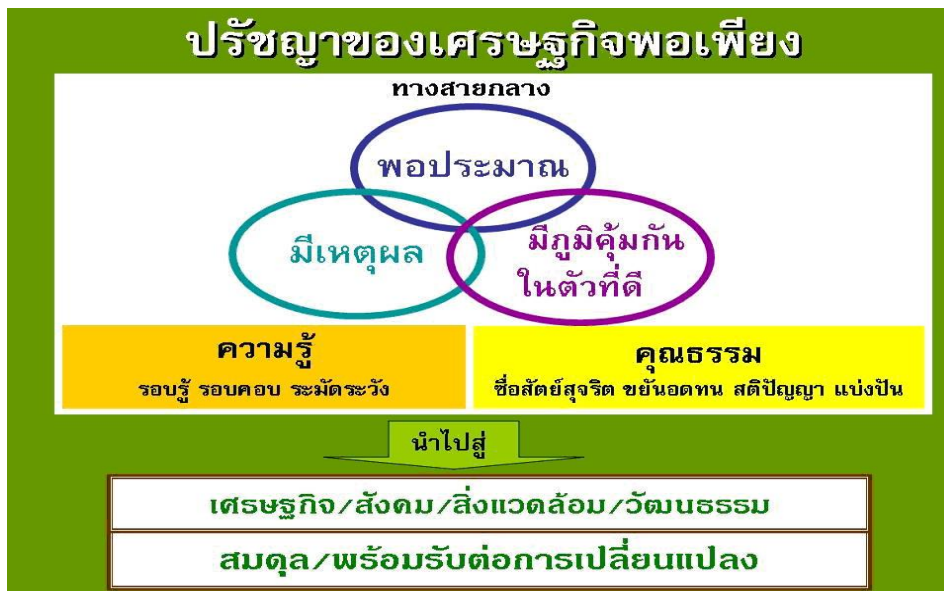 ปรัชญาของเศรษฐกิจพอเพียง
ทางสายกลาง
พอประมาณ
มีเหตุผล
มีภูมิคุ้มกัน
ในตัวที่ดี
ความรู้
รอบรู้ รอบคอบ ระมัดระวัง
คุณธรรม
ซื่อสัตย์สุจริต ขยันอดทน สติปัญญา แบ่งปัน
นำไปสู่
เศรษฐกิจ/สังคม/สิ่งแวดล้อม/วัฒนธรรม
สมดุล/พร้อมรับต่อการเปลี่ยนแปลง